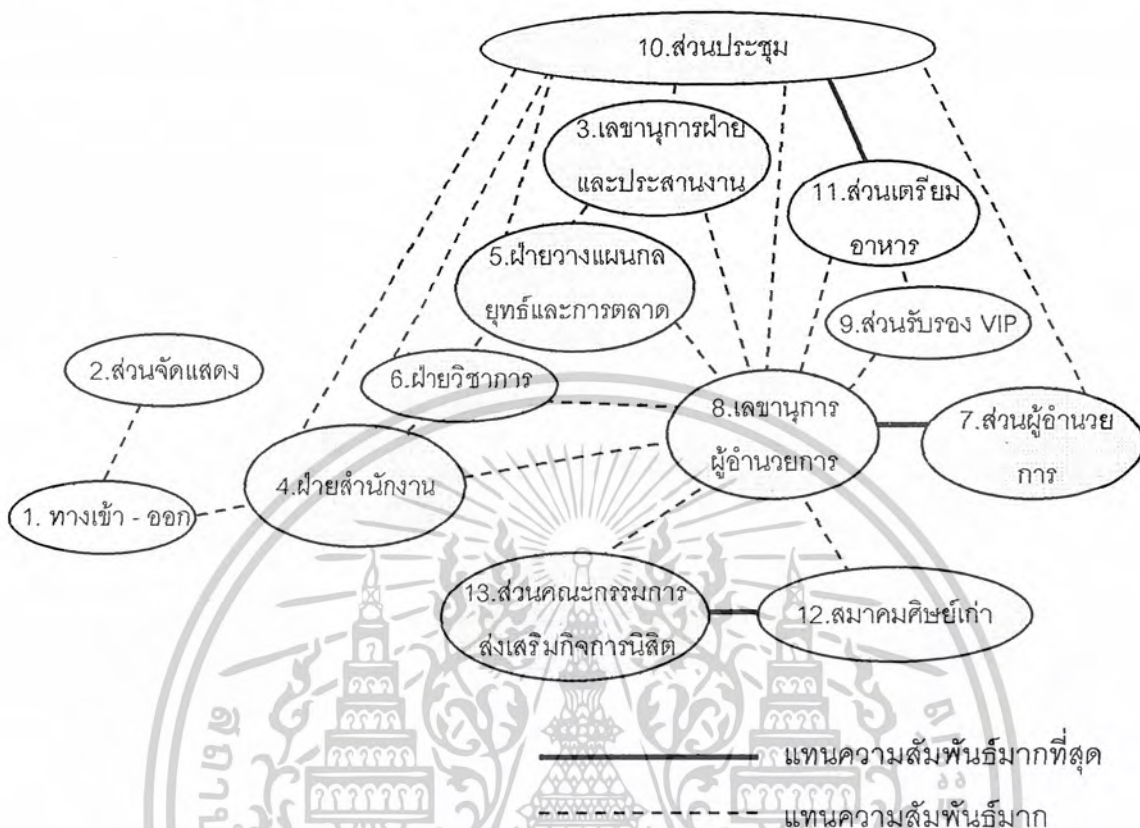 10.ส่วนประชุม
3.เลขานุการฝ่าย
และประสานงาน
11.ส่วนเตรียม
อาหาร
5.ฝ่ายวางแผนกล
ยุทธ์และการตลาด
9.ส่วนรับรอง VIP
2.ส่วนจัดแสดง
6.ฝ่ายวิชาการ
8.เลขานุการ
ผู้อำนวยการ
7.ส่วนผู้อำนวย
การ
4.ฝ่ายสำนักงาน
1. ทางเข้า - ออก
13.ส่วนคณะกรรมการ
ส่งเสริมกิจการนิสิต
12.สมาคมศิษย์เก่า
แทนความสัมพันธ์มากที่สุด
แทนความสัมพันธ์มาก